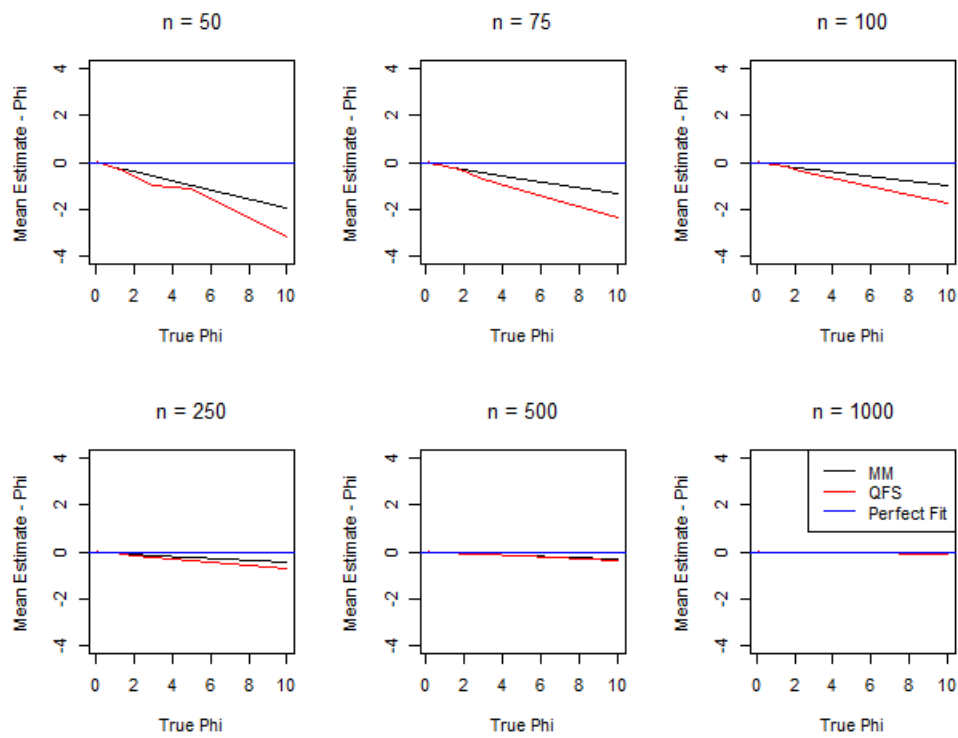 n = 50
4
2
0
-2
-4
Mean Estimate - Phi
0 2 4 6 8 10
True Phi
n = 75
4
2
0
-2
-4
Mean Estimate - Phi
0 2 4 6 8 10
True Phi
n = 100
4
2
0
-2
-4
Mean Estimate - Phi
0 2 4 6 8 10
True Phi
n = 250
4
2
0
-2
-4
Mean Estimate - Phi
0 2 4 6 8 10
True Phi
n = 500
4
2
0
-2
-4
Mean Estimate - Phi
0 2 4 6 8 10
True Phi
n = 1000
4
2
0
-2
-4
Mean Estimate - Phi
MM
QFS
Perfect Fit
0 2 4 6 8 10
True Phi